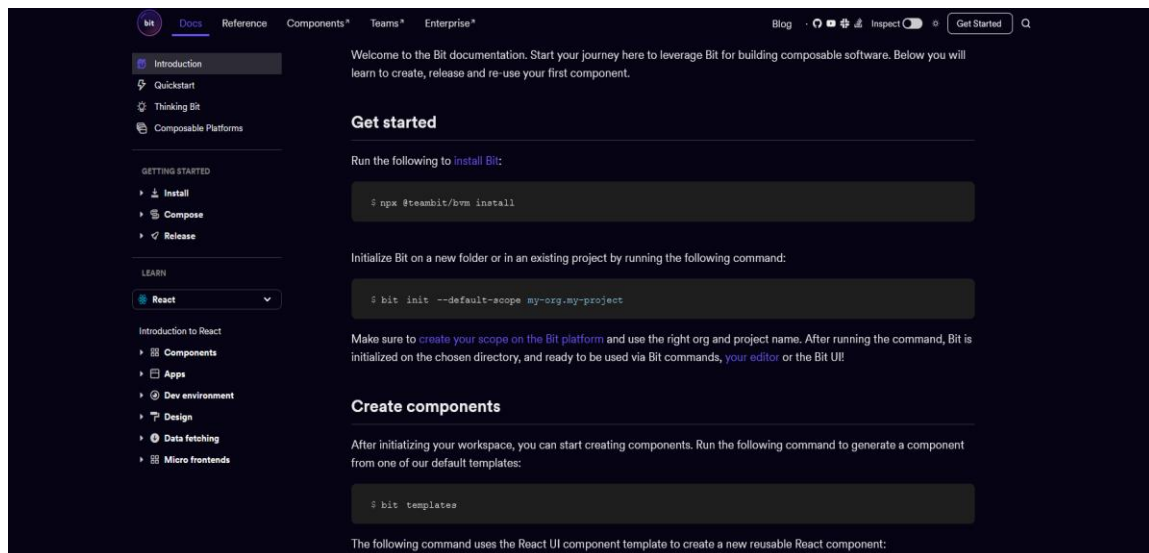 bit Docs Reference Components Teams Enterprise Blog Inspect Get Started
Introduction
Quickstart
Thinking Bit
Composable Platforms
GETTING STARTED
Install
Compose
Release
LEARN
React
Introduction to React
Components
Apps
Dev environment
Design
Data fetching
Micro frontends
Welcome to the Bit documentation. Start your journey here to leverage Bit for building composable software. Below you will
learn to create, release and re-use your first component.
Get started
Run the following to install Bit:
$ npx @teambit/bvm install
Initialize Bit on a new folder or in an existing project by running the following command:
$ bit init --default-scope my-org.my-project
Make sure to create your scope on the Bit platform and use the right org and project name. After running the command, Bit is
initialized on the chosen directory, and ready to be used via Bit commands, your editor or the Bit UI!
Create components
After initiatizing your workspace, you can start creating components. Run the following command to generate a component
from one of our default templates:
$ bit templates
The following command uses the React UI component template to create a new reusable React component: